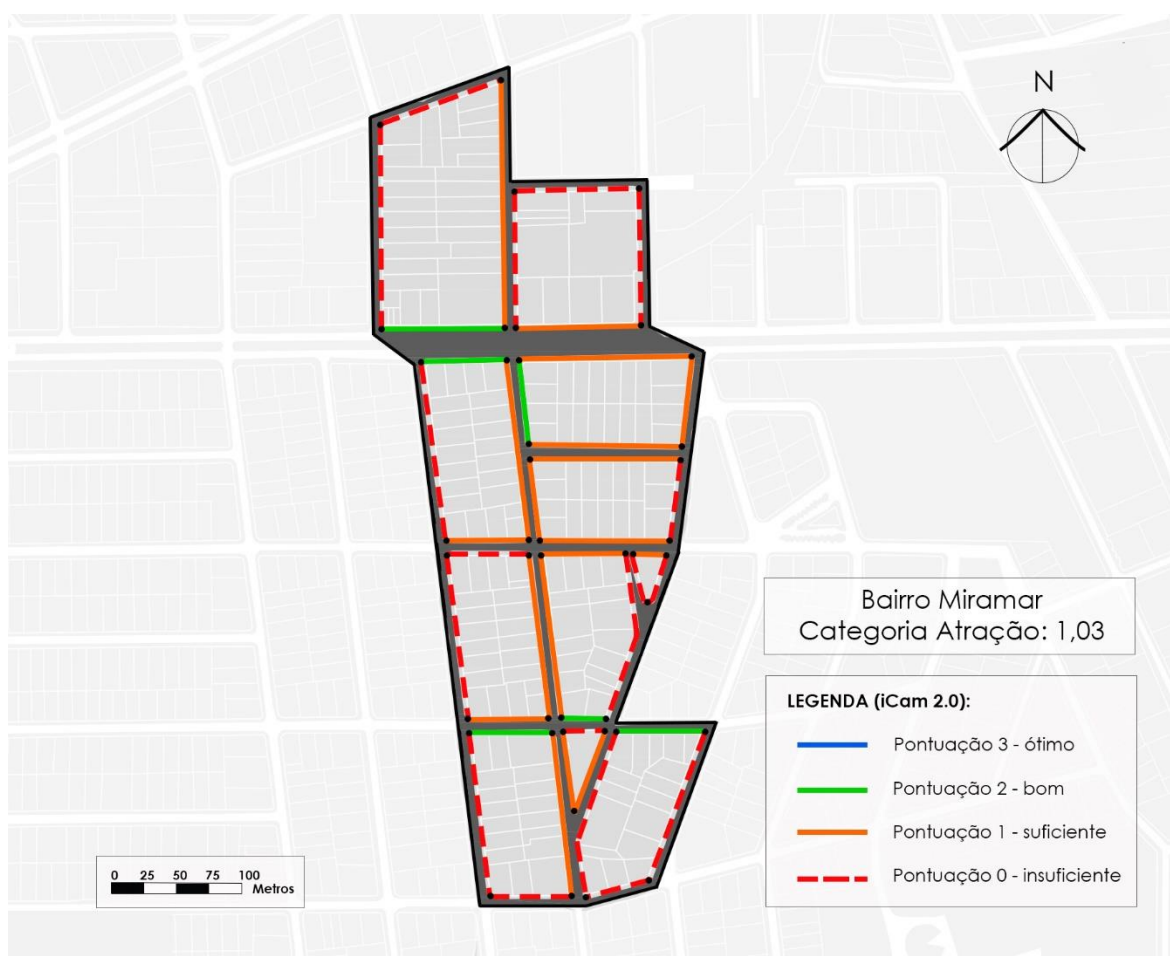 N
Bairro Miramar
Categoria Atração: 1,03
LEGENDA (iCam 2.0):
Pontuação 3 - ótimo
Pontuação 2 - bom
Pontuação 1 - suficiente
Pontuação 0 - insuficiente
0 25 50 75 100
Metros